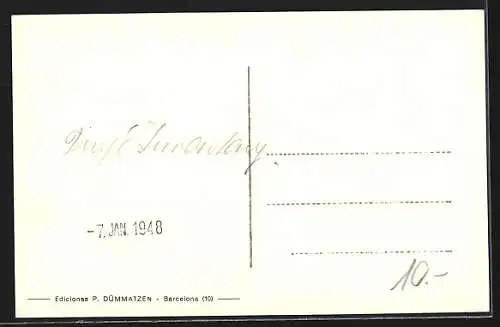 -7. JAN. 1948
10.-
Ediciones P. DÜMMATZEN - Barcelona (10)